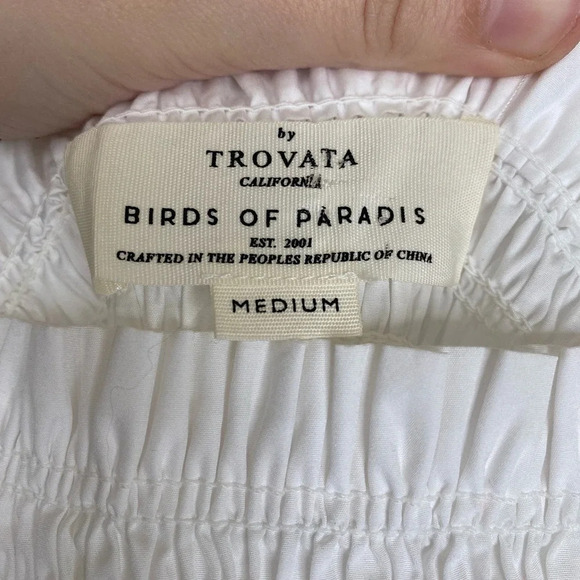 by
TROVATA
CALIFORNIA
BIRDS OF PARADIS
EST. 2001
CRAFTED IN THE PEOPLES REPUBLIC OF CHINA
MEDIUM